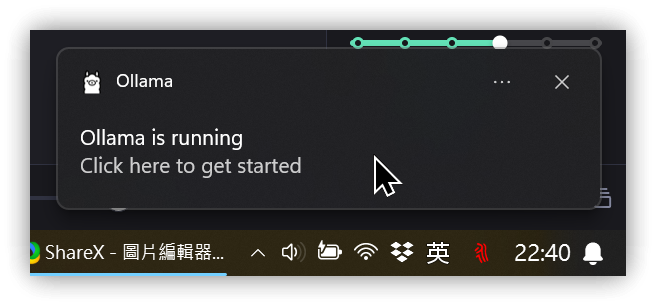 Ollama
Ollama is running
Click here to get started
ShareX - 圖片編輯器...
英
22:40